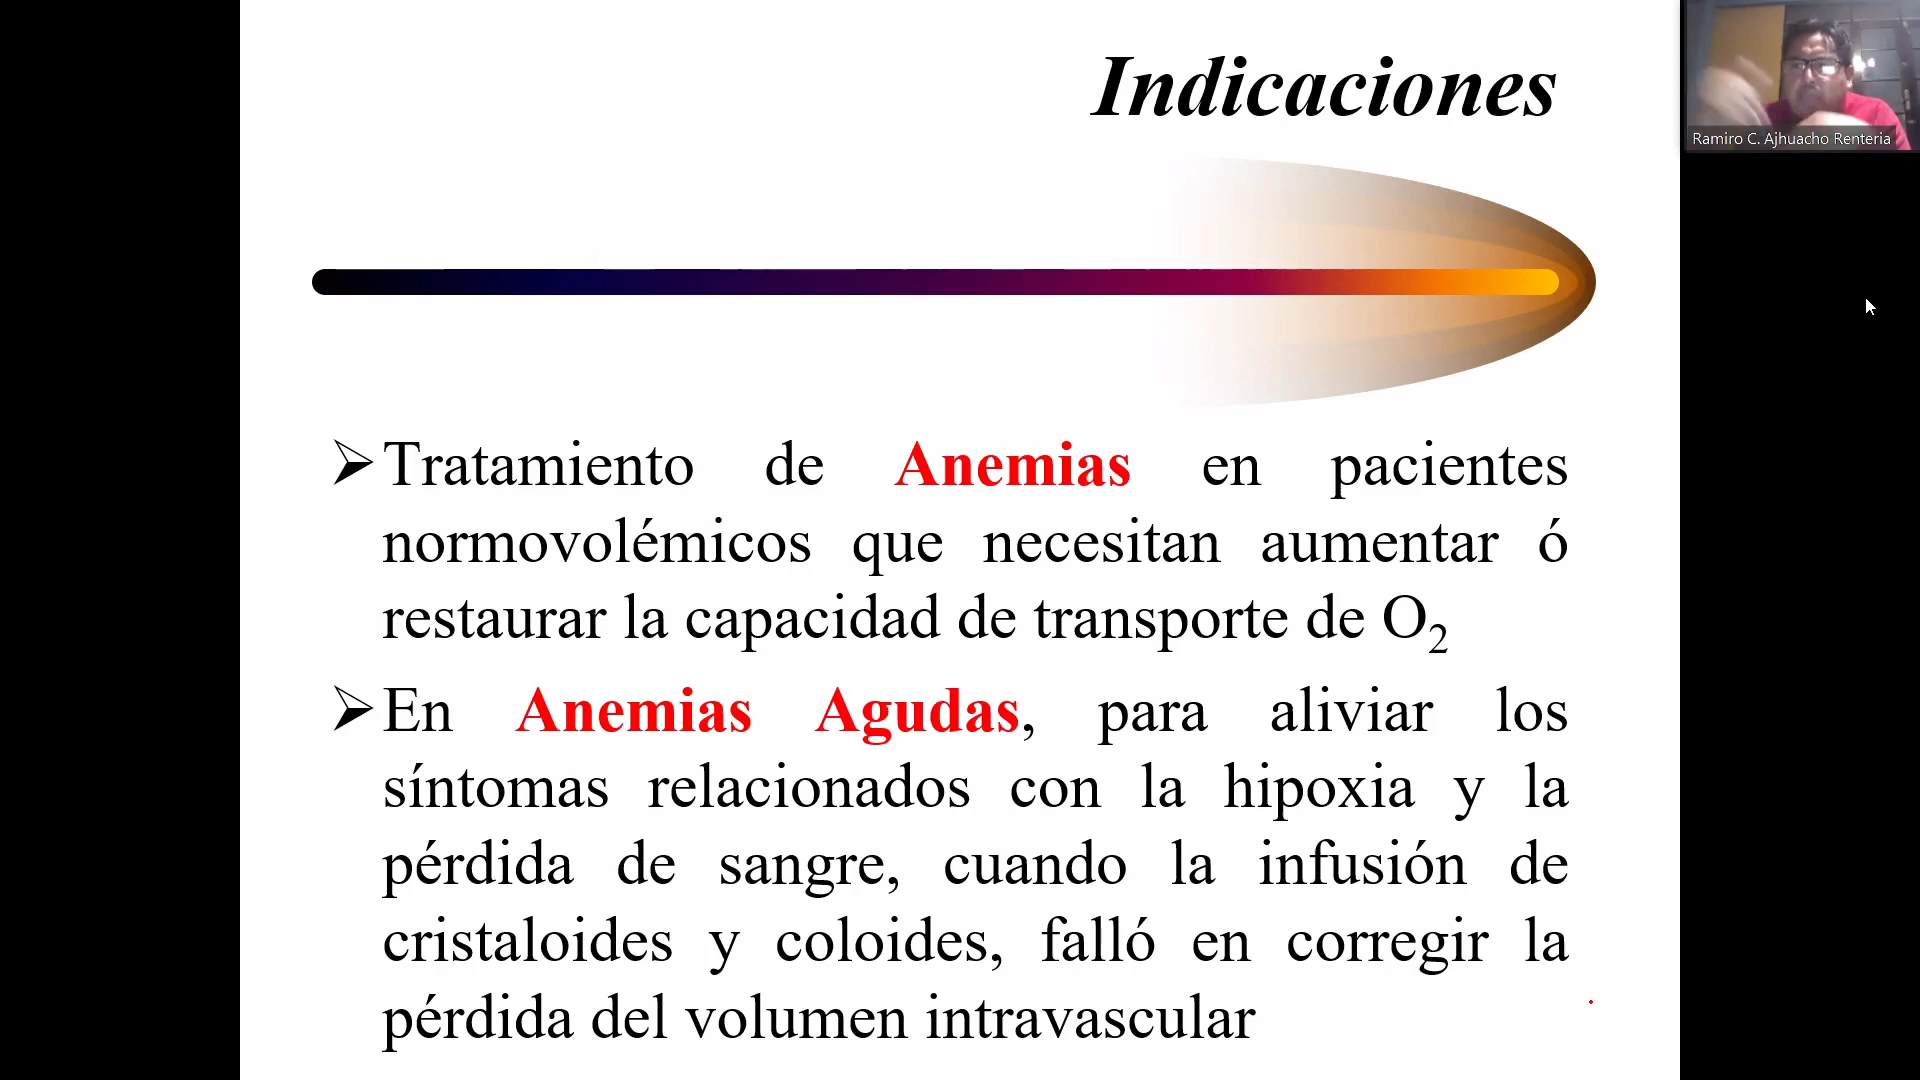 Indicaciones
Ramiro C. Ajhuacho Renteria
➢Tratamiento de Anemias en pacientes
normovolémicos que necesitan aumentar ó
restaurar la capacidad de transporte de O₂
➢En Anemias Agudas, para aliviar los
síntomas relacionados con la hipoxia y la
pérdida de sangre, cuando la infusión de
cristaloides y coloides, falló en corregir la
pérdida del volumen intravascular